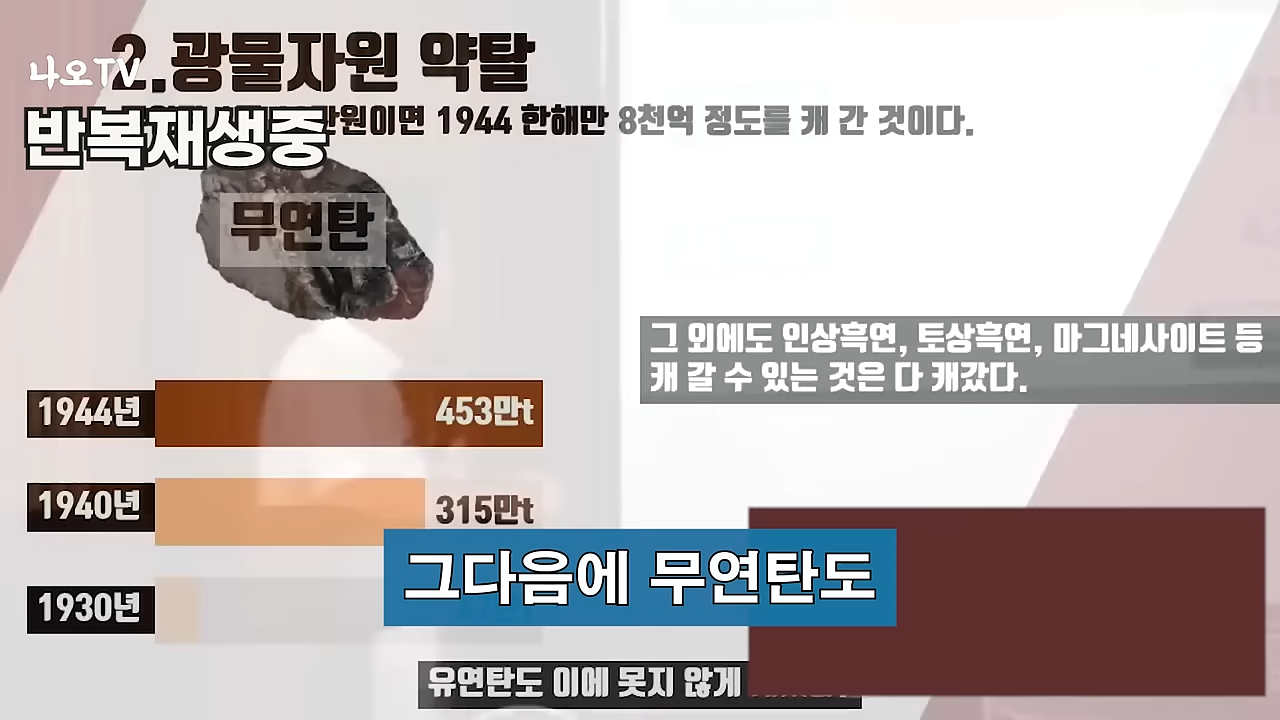 나오TV
2.광물자원 약탈
반복재생중
만원이면 1944 한해만 8천억 정도를 캐 간 것이다.
무연탄
그 외에도 인상흑연, 토상흑연, 마그네사이트 등
캐 갈 수 있는 것은 다 캐갔다.
1944년 453만t
1940년 315만t
그다음에 무연탄도
1930년
유연탄도 이에 못지 않게